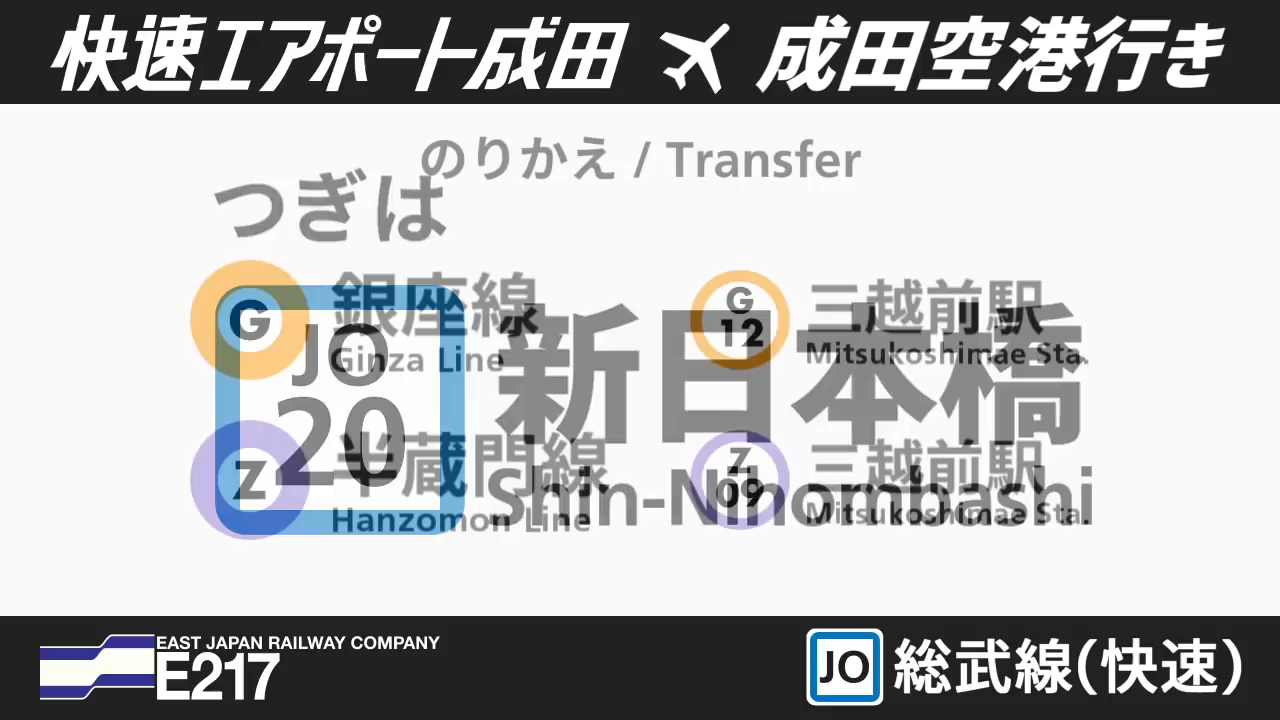 快速エアポート成田 成田空港行き
のりかえ / Transfer
つぎは
G 銀座線
Ginza Line
G
12
三越前駅
Mitsukoshimae Sta.
JO
20
新日本橋
Shin-Nihombashi
Z 半蔵門線
Hanzomon Line
Z
09
三越前駅
Mitsukoshimae Sta.
EAST JAPAN RAILWAY COMPANY
E217
JO 総武線(快速)